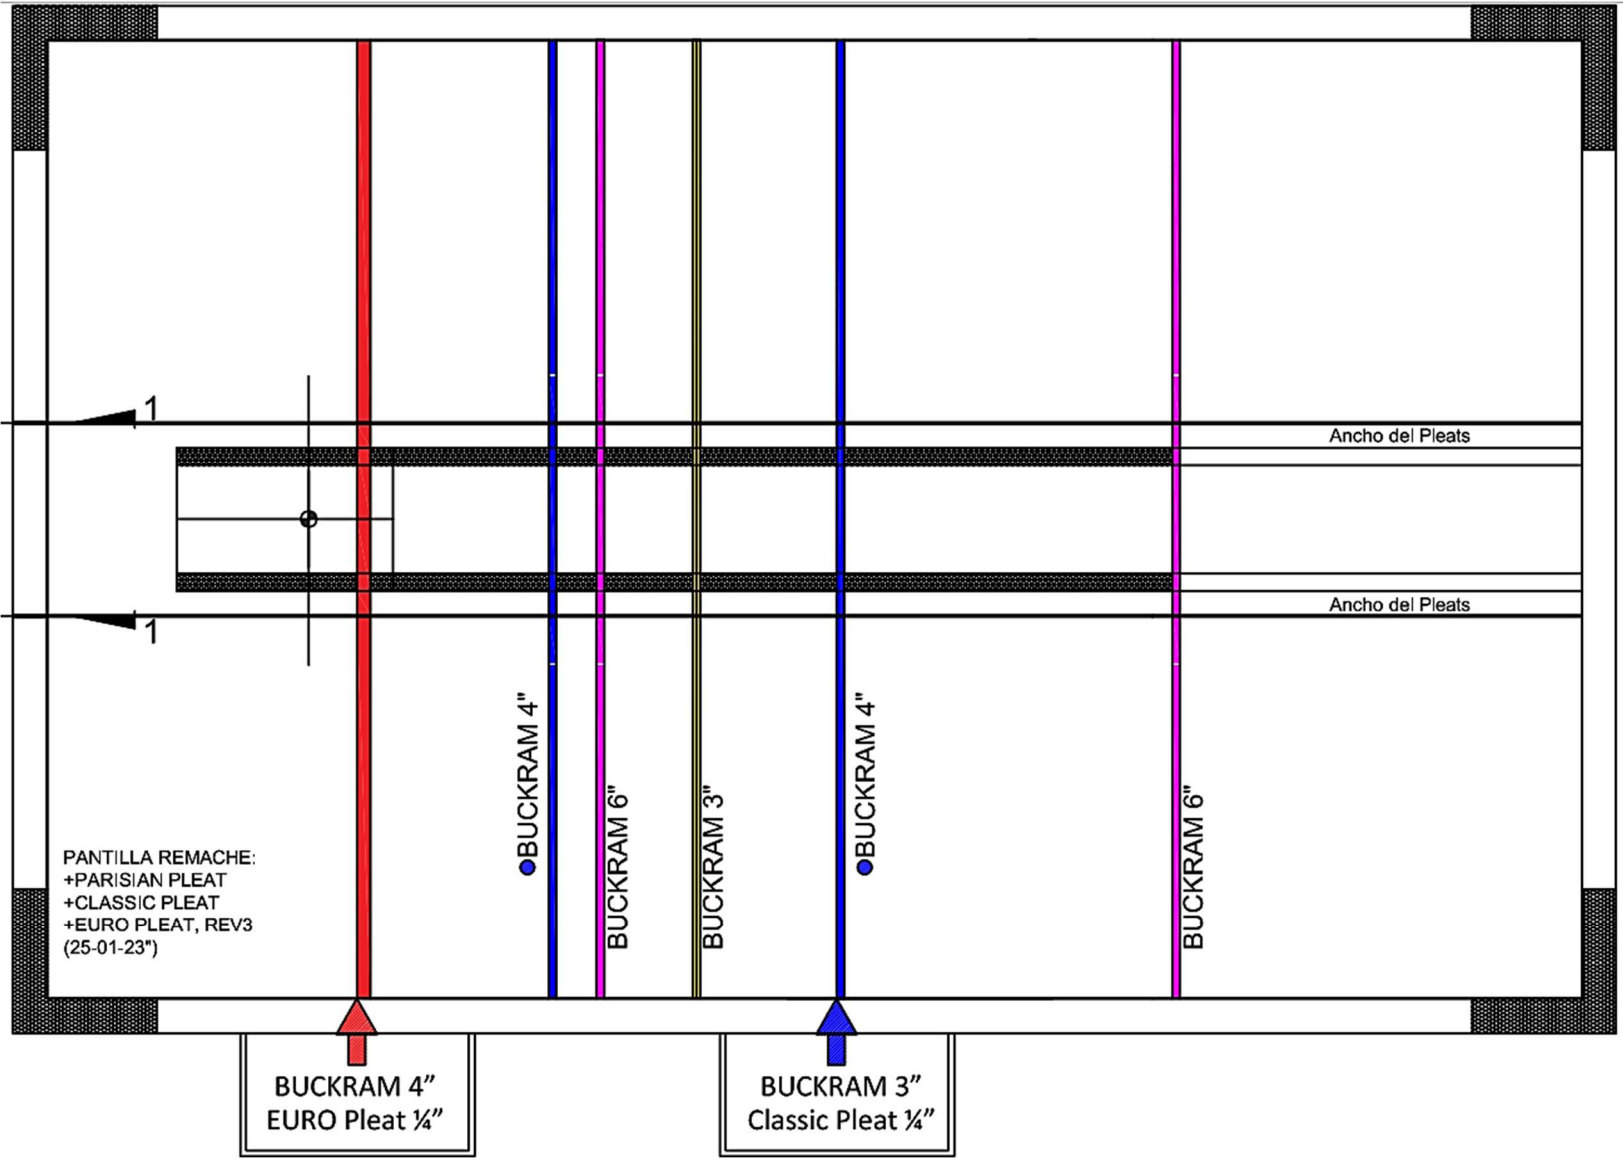 1
Ancho del Pleats
Ancho del Pleats
1
BUCKRAM 4"
BUCKRAM 6"
BUCKRAM 3"
BUCKRAM 4"
BUCKRAM 6"
PANTILLA REMACHE:
+PARISIAN PLEAT
+CLASSIC PLEAT
+EURO PLEAT, REV3
(25-01-23")
BUCKRAM 4”
EURO Pleat ¼”
BUCKRAM 3”
Classic Pleat ¼”